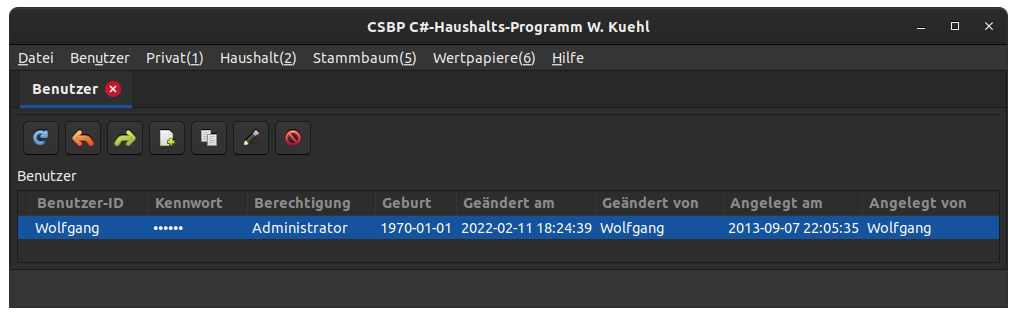 CSBP C#-Haushalts-Programm W. Kuehl
Datei Benutzer Privat(1) Haushalt(2) Stammbaum(5) Wertpapiere(6) Hilfe
Benutzer
Benutzer
Benutzer-ID Kennwort Berechtigung Geburt Geändert am Geändert von Angelegt am Angelegt von
Wolfgang •••••• Administrator 1970-01-01 2022-02-11 18:24:39 Wolfgang 2013-09-07 22:05:35 Wolfgang